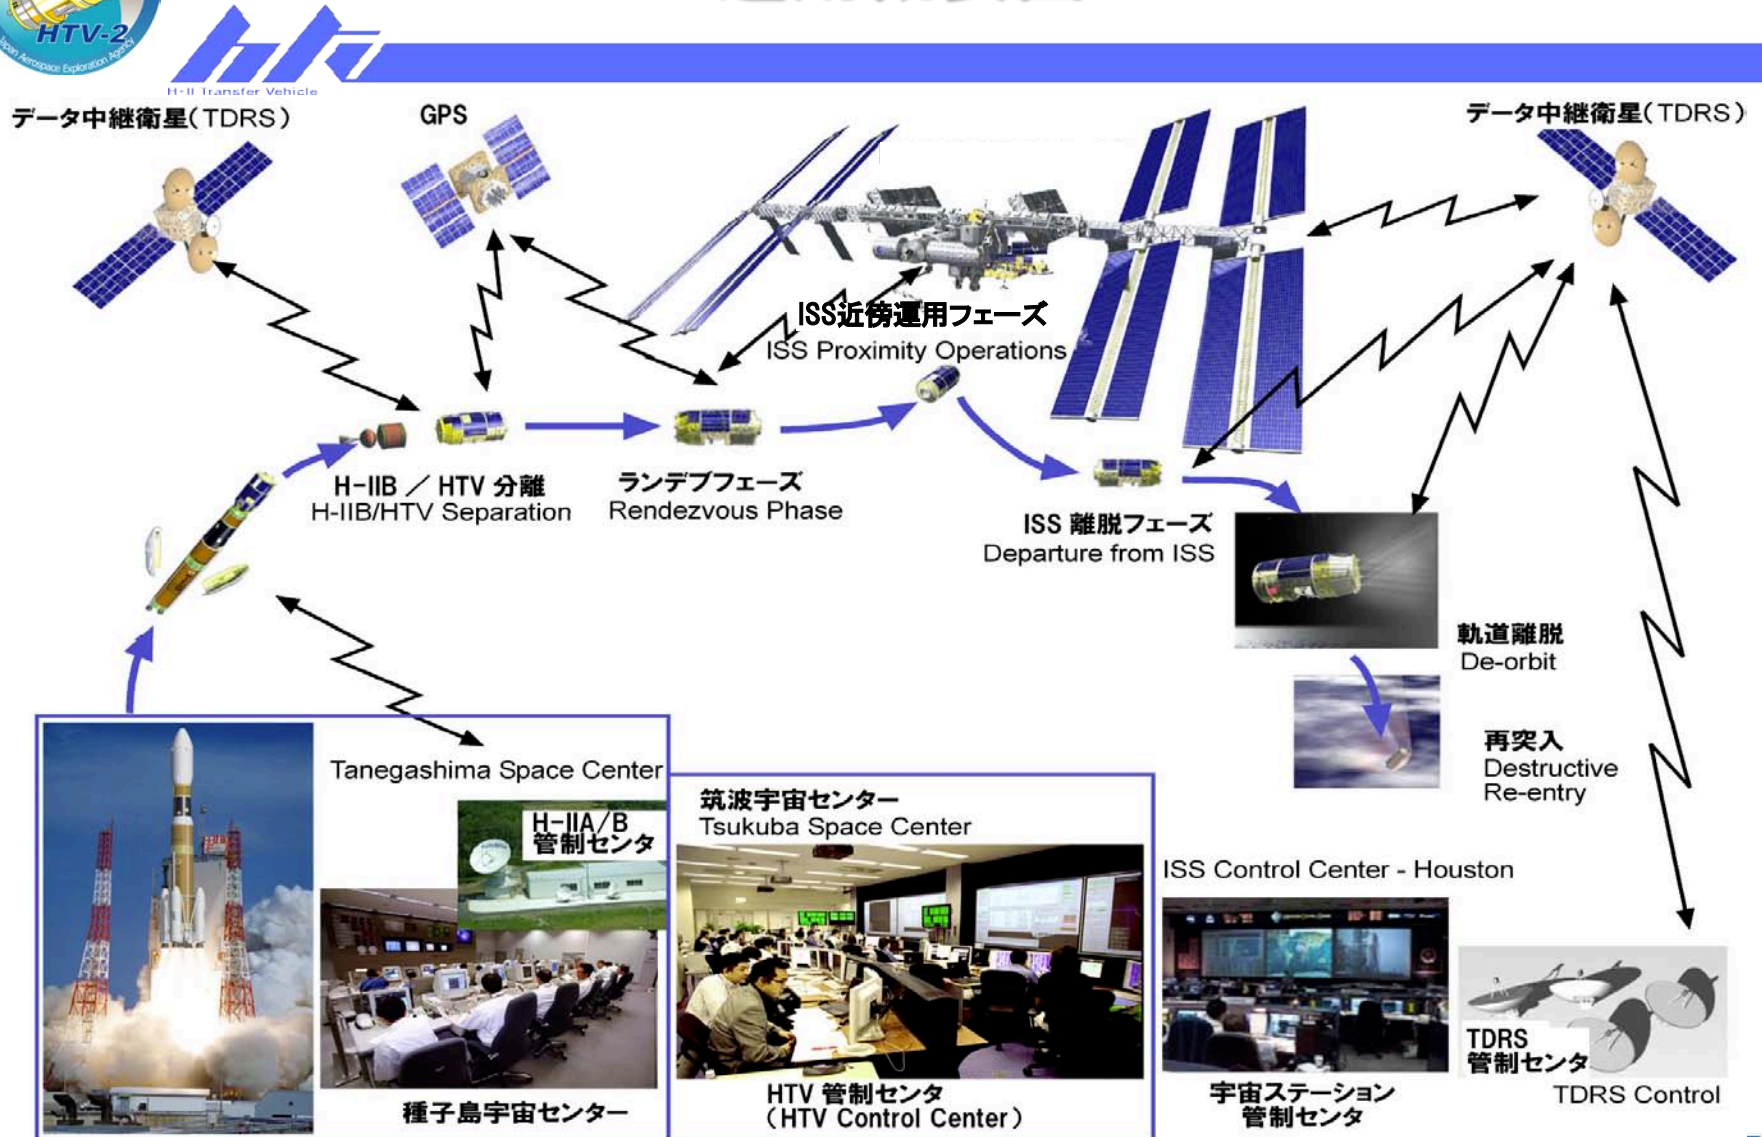 HTV-2
Japan Aerospace Exploration Agency
H-II Transfer Vehicle
データ中継衛星(TDRS)
GPS
データ中継衛星(TDRS)
ISS近傍運用フェーズ
ISS Proximity Operations
H-IIB ／ HTV 分離
H-IIB/HTV Separation
ランデブフェーズ
Rendezvous Phase
ISS 離脱フェーズ
Departure from ISS
軌道離脱
De-orbit
再突入
Destructive
Re-entry
Tanegashima Space Center
H-IIA/B
管制センタ
種子島宇宙センター
筑波宇宙センター
Tsukuba Space Center
HTV 管制センタ
(HTV Control Center)
ISS Control Center - Houston
宇宙ステーション
管制センタ
TDRS
管制センタ
TDRS Control